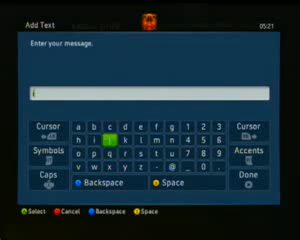 Add Text
05:21
Enter your message.
Cursor a b c d e f g 1 2 3 Cursor
h i j k l m n 4 5 6
Symbols o p q r s t u 7 8 9 Accents
v w x y z - @ _ 0 .
Caps Backspace Space Done
Select Cancel Backspace Space